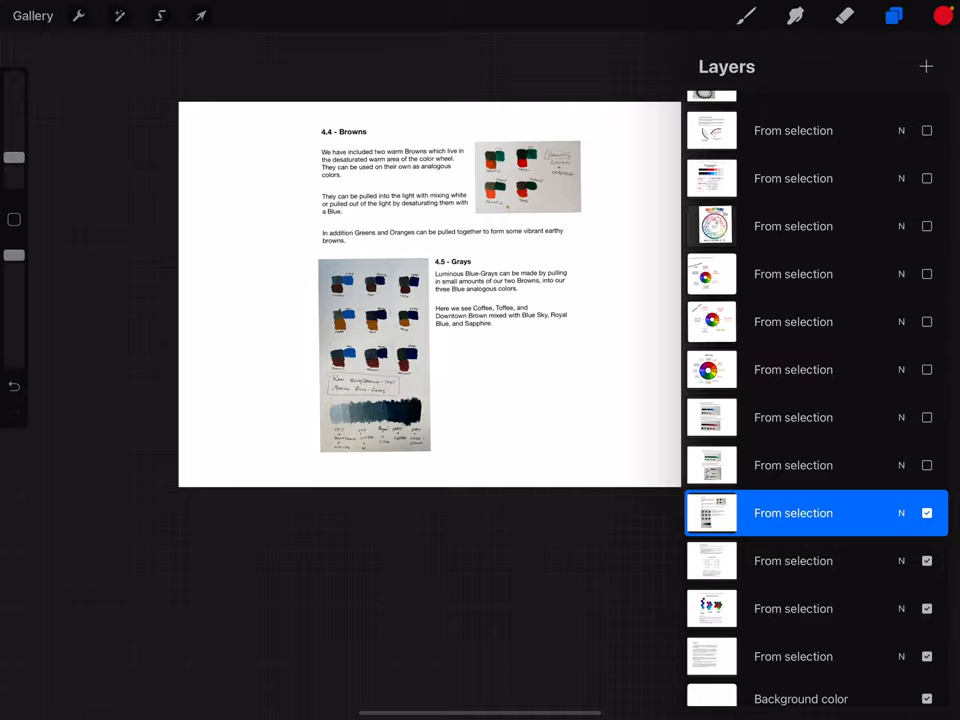 Gallery
Layers
From selection N
From selection N
From selection N
From selection N
From selection N
From selection N
From selection N
From selection N
From selection N
From selection N
From selection N
From selection N
Background color
4.4 - Browns
We have included two warm Browns which live in
the desaturated warm area of the color wheel.
They can be used on their own as analogous
colors.
They can be pulled into the light with mixing white
or pulled out of the light by desaturating them with
a Blue.
In addition Greens and Oranges can be pulled together to form some vibrant earthy
browns.
4.5 - Grays
Luminous Blue-Grays can be made by pulling
in small amounts of our two Browns, into our
three Blue analogous colors.
Here we see Coffee, Toffee, and
Downtown Brown mixed with Blue Sky, Royal
Blue, and Sapphire.